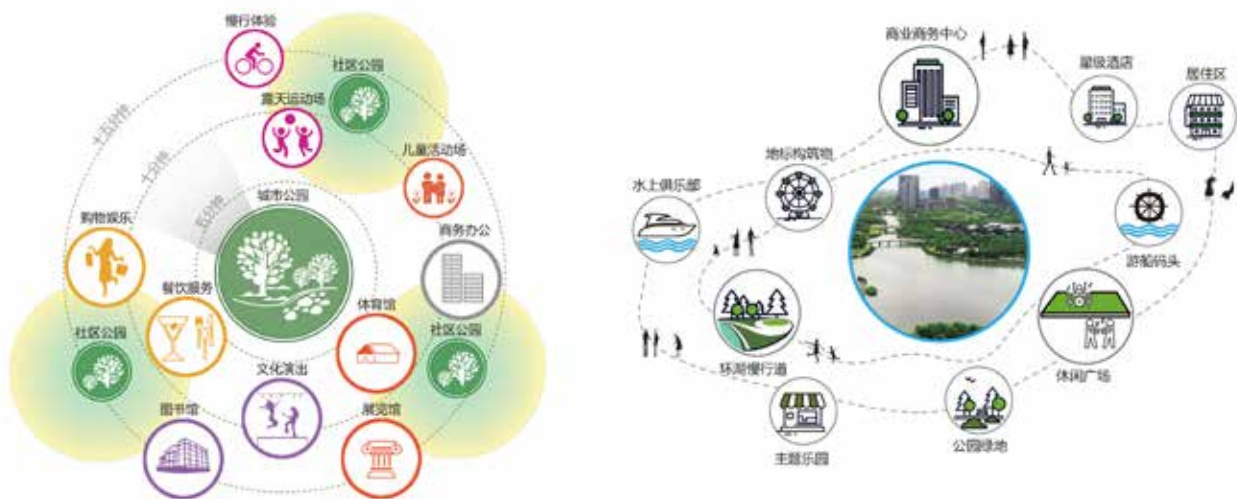 慢行体验
社区公园
露天运动场
儿童活动场
十五分钟
十分钟
五分钟
城市公园
购物娱乐
商务办公
餐饮服务
体育馆
社区公园
社区公园
文化演出
图书馆
展览馆
商业商务中心
星级酒店
居住区
地标构筑物
水上俱乐部
游船码头
环湖慢行道
休闲广场
主题乐园
公园绿地